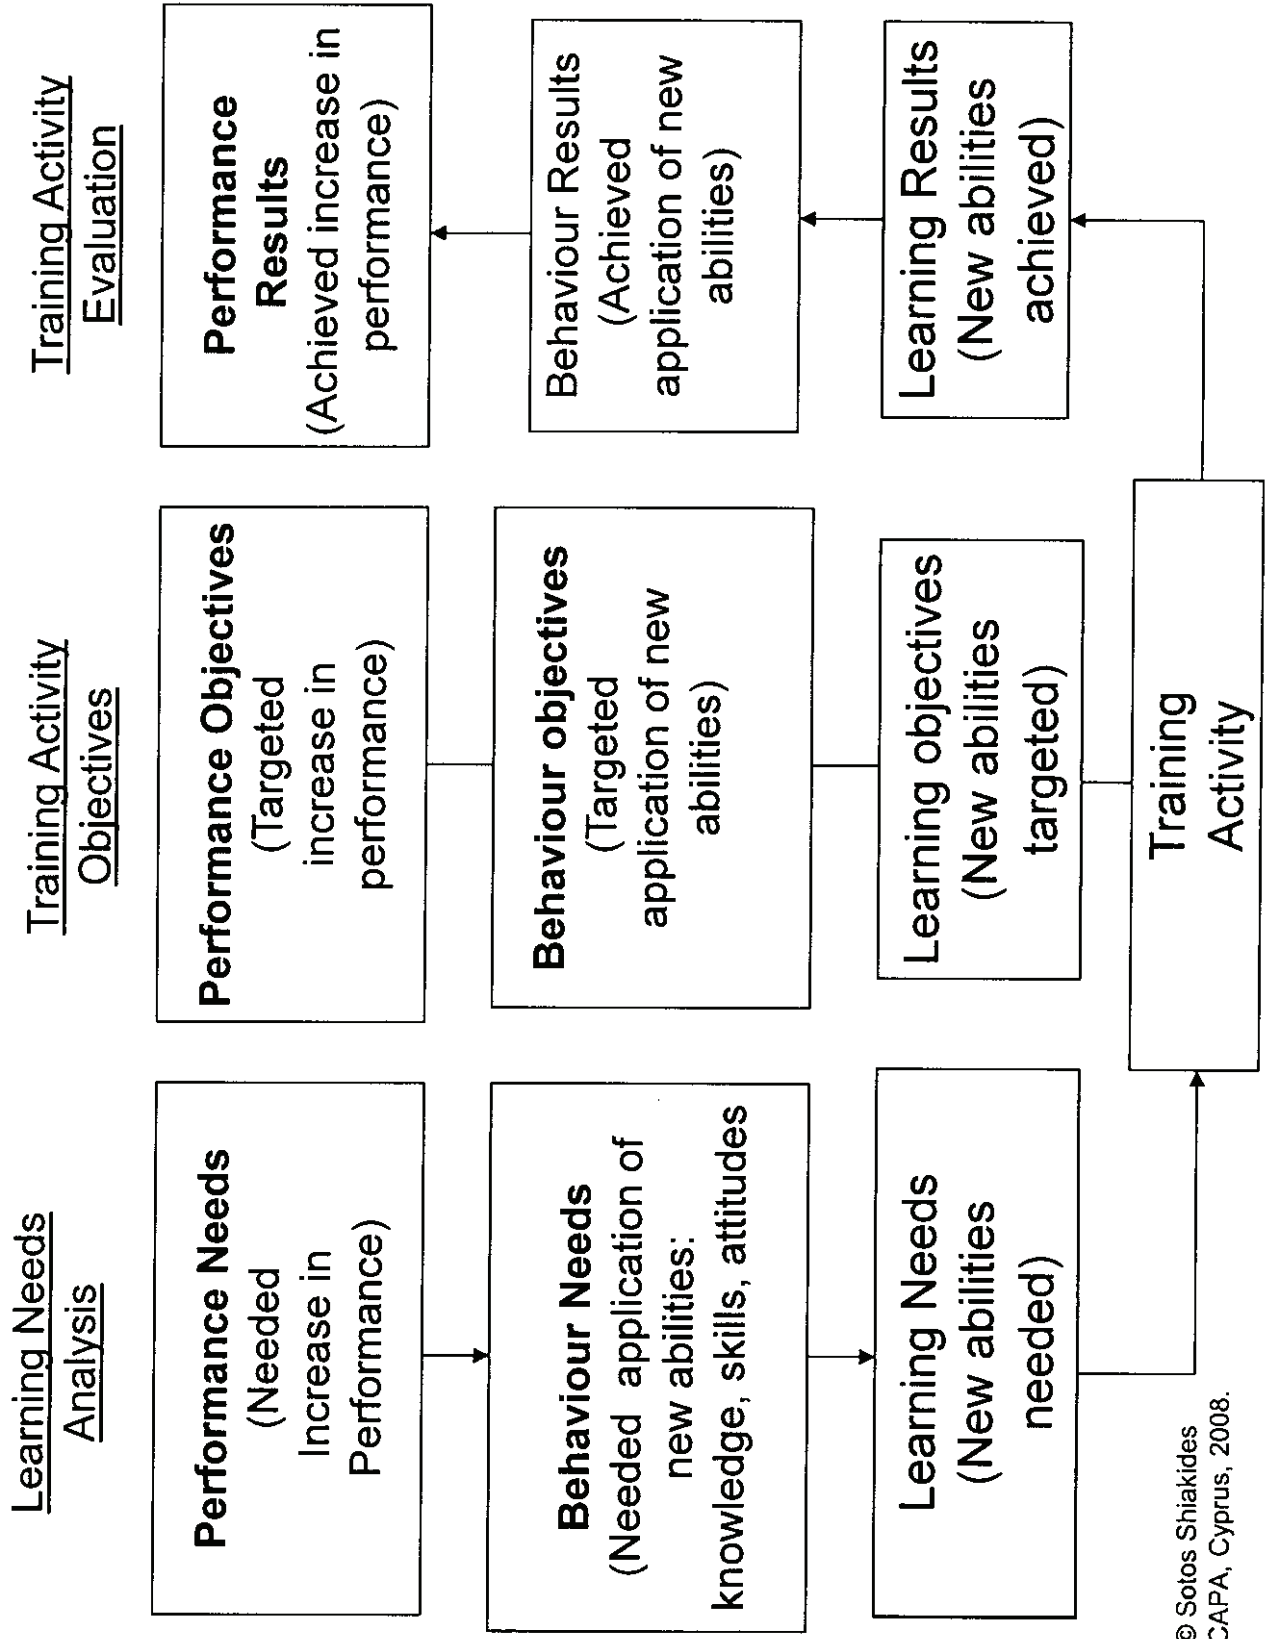 Learning Needs
Analysis
Performance Needs
(Needed
Increase in
Performance)
Behaviour Needs
(Needed application of
new abilities:
knowledge, skills, attitudes
Learning Needs
(New abilities
needed)
Training Activity
Objectives
Performance Objectives
(Targeted
increase in
performance)
Behaviour objectives
(Targeted
application of new
abilities)
Learning objectives
(New abilities
targeted)
Training
Activity
Training Activity
Evaluation
Performance
Results
(Achieved increase in
performance)
Behaviour Results
(Achieved
application of new
abilities)
Learning Results
(New abilities
achieved)
© Sotos Shiakides
CAPA, Cyprus, 2008.